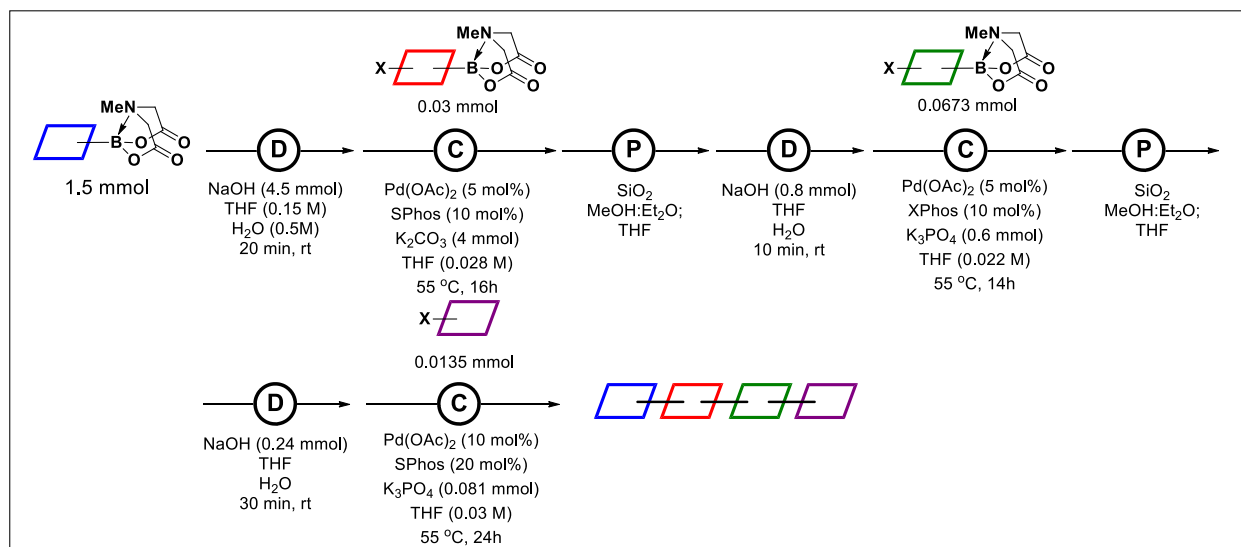 MeN
X
B
O
O
O
O
0.03 mmol
MeN
X
B
O
O
O
O
0.0673 mmol
MeN
B
O
O
O
O
1.5 mmol
D
NaOH (4.5 mmol)
THF (0.15 M)
H2O (0.5M)
20 min, rt
C
Pd(OAc)2 (5 mol%)
SPhos (10 mol%)
K2CO3 (4 mmol)
THF (0.028 M)
55 oC, 16h
P
SiO2
MeOH:Et2O;
THF
D
NaOH (0.8 mmol)
THF
H2O
10 min, rt
C
Pd(OAc)2 (5 mol%)
XPhos (10 mol%)
K3PO4 (0.6 mmol)
THF (0.022 M)
55 oC, 14h
P
SiO2
MeOH:Et2O;
THF
X
0.0135 mmol
D
NaOH (0.24 mmol)
THF
H2O
30 min, rt
C
Pd(OAc)2 (10 mol%)
SPhos (20 mol%)
K3PO4 (0.081 mmol)
THF (0.03 M)
55 oC, 24h